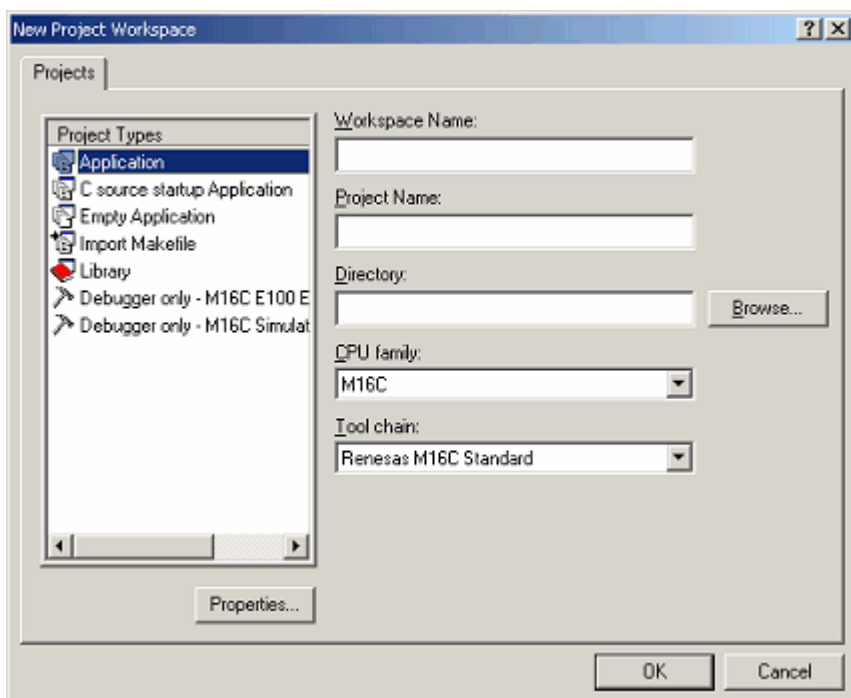 New Project Workspace
Projects
Project Types
Application
C source startup Application
Empty Application
Import Makefile
Library
Debugger only - M16C E100 E
Debugger only - M16C Simulat
Properties...
Workspace Name:
Project Name:
Directory:
Browse...
CPU family:
M16C
Tool chain:
Renesas M16C Standard
OK
Cancel